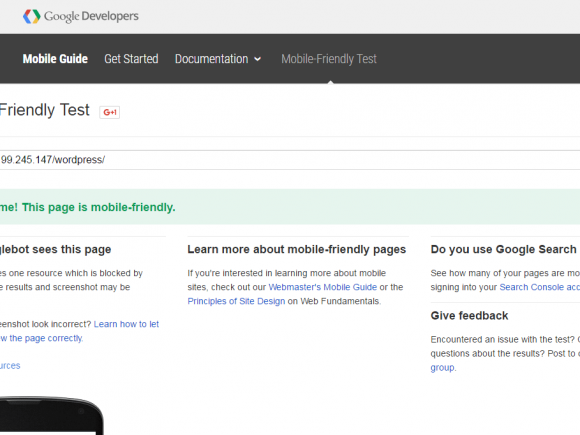 Google Developers
Mobile Guide Get Started Documentation Mobile-Friendly Test
Friendly Test G+1
99.245.147/wordpress/
me! This page is mobile-friendly.
glebot sees this page
es one resource which is blocked by
e results and screenshot may be
eenshot look incorrect? Learn how to let
w the page correctly.
urces
Learn more about mobile-friendly pages
If you're interested in learning more about mobile
sites, check out our Webmaster's Mobile Guide or the
Principles of Site Design on Web Fundamentals.
Do you use Google Search
See how many of your pages are mo
signing into your Search Console acc
Give feedback
Encountered an issue with the test? C
questions about the results? Post to o
group.